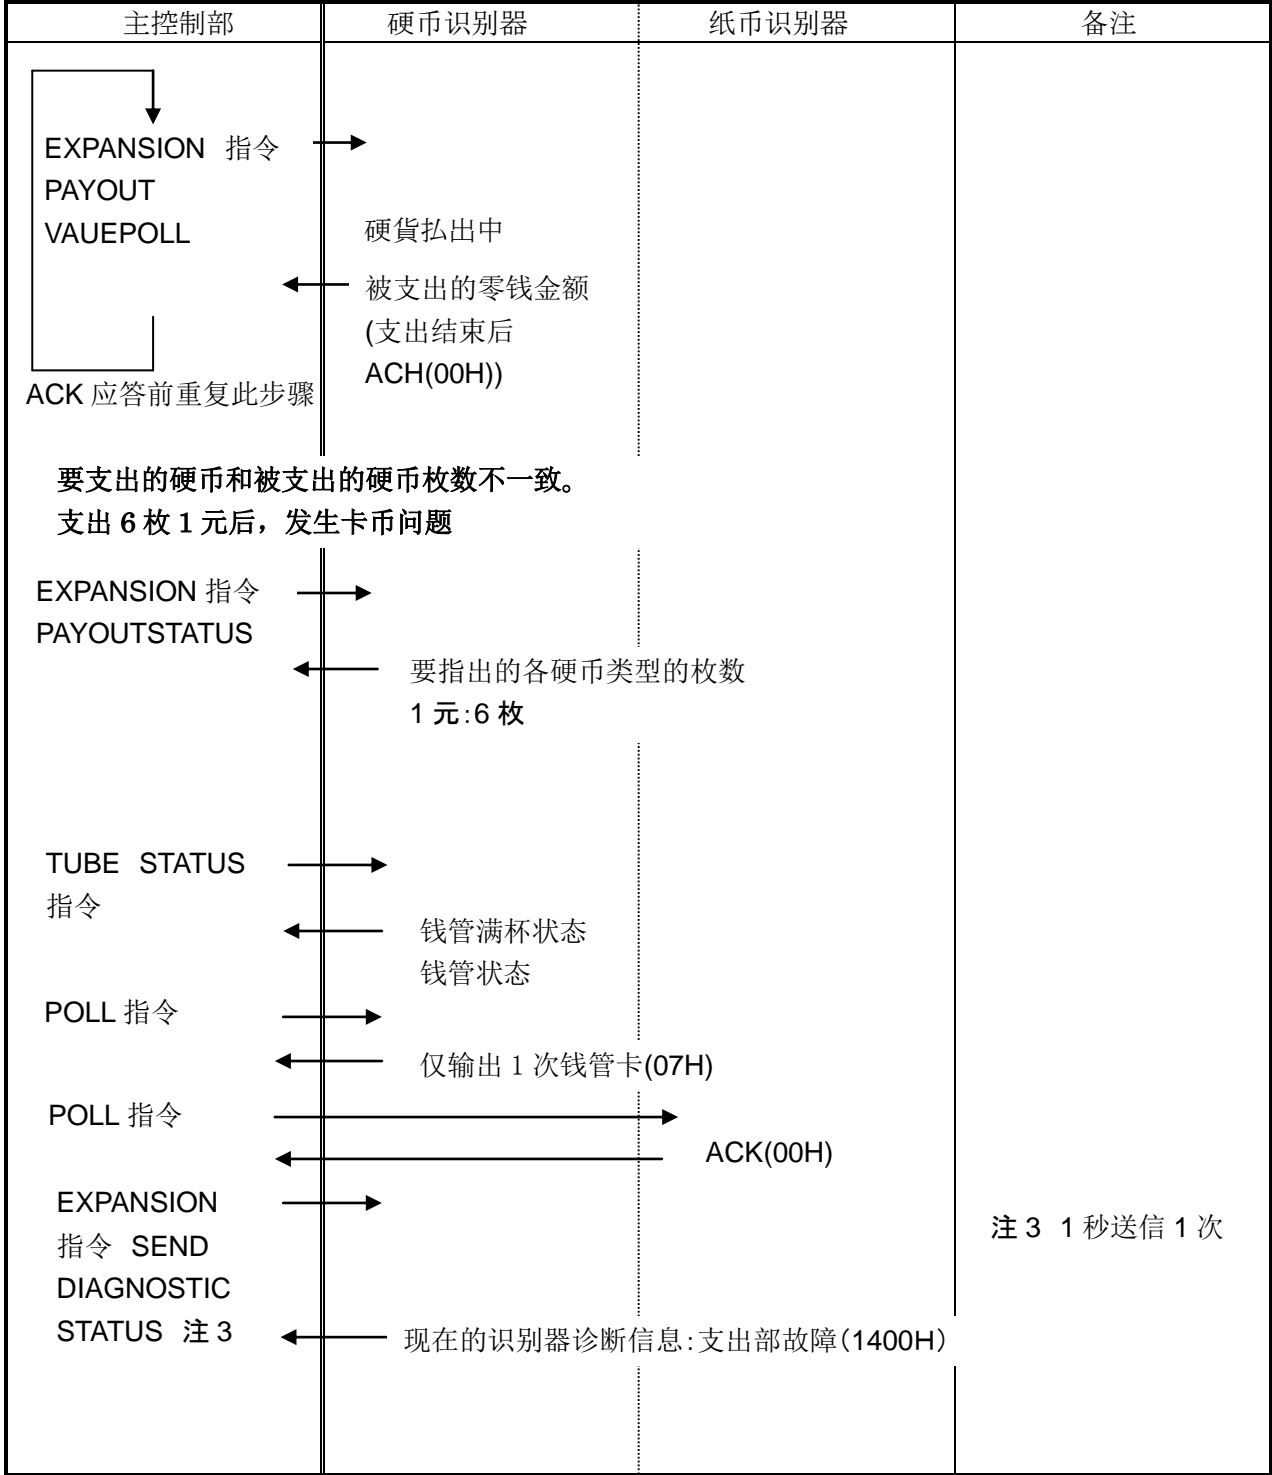 主控制部 硬币识别器 纸币识别器 备注
EXPANSION 指令
PAYOUT
VAUEPOLL
硬貨払出中
被支出的零钱金额
(支出结束后
ACH(00H))
ACK 应答前重复此步骤
要支出的硬币和被支出的硬币枚数不一致。
支出 6 枚 1 元后，发生卡币问题
EXPANSION 指令
PAYOUTSTATUS
要指出的各硬币类型的枚数
1 元:6 枚
TUBE STATUS
指令
钱管满杯状态
钱管状态
POLL 指令
仅输出 1 次钱管卡(07H)
POLL 指令
ACK(00H)
EXPANSION
指令 SEND
DIAGNOSTIC
STATUS 注 3
注 3 1 秒送信 1 次
现在的识别器诊断信息:支出部故障(1400H)